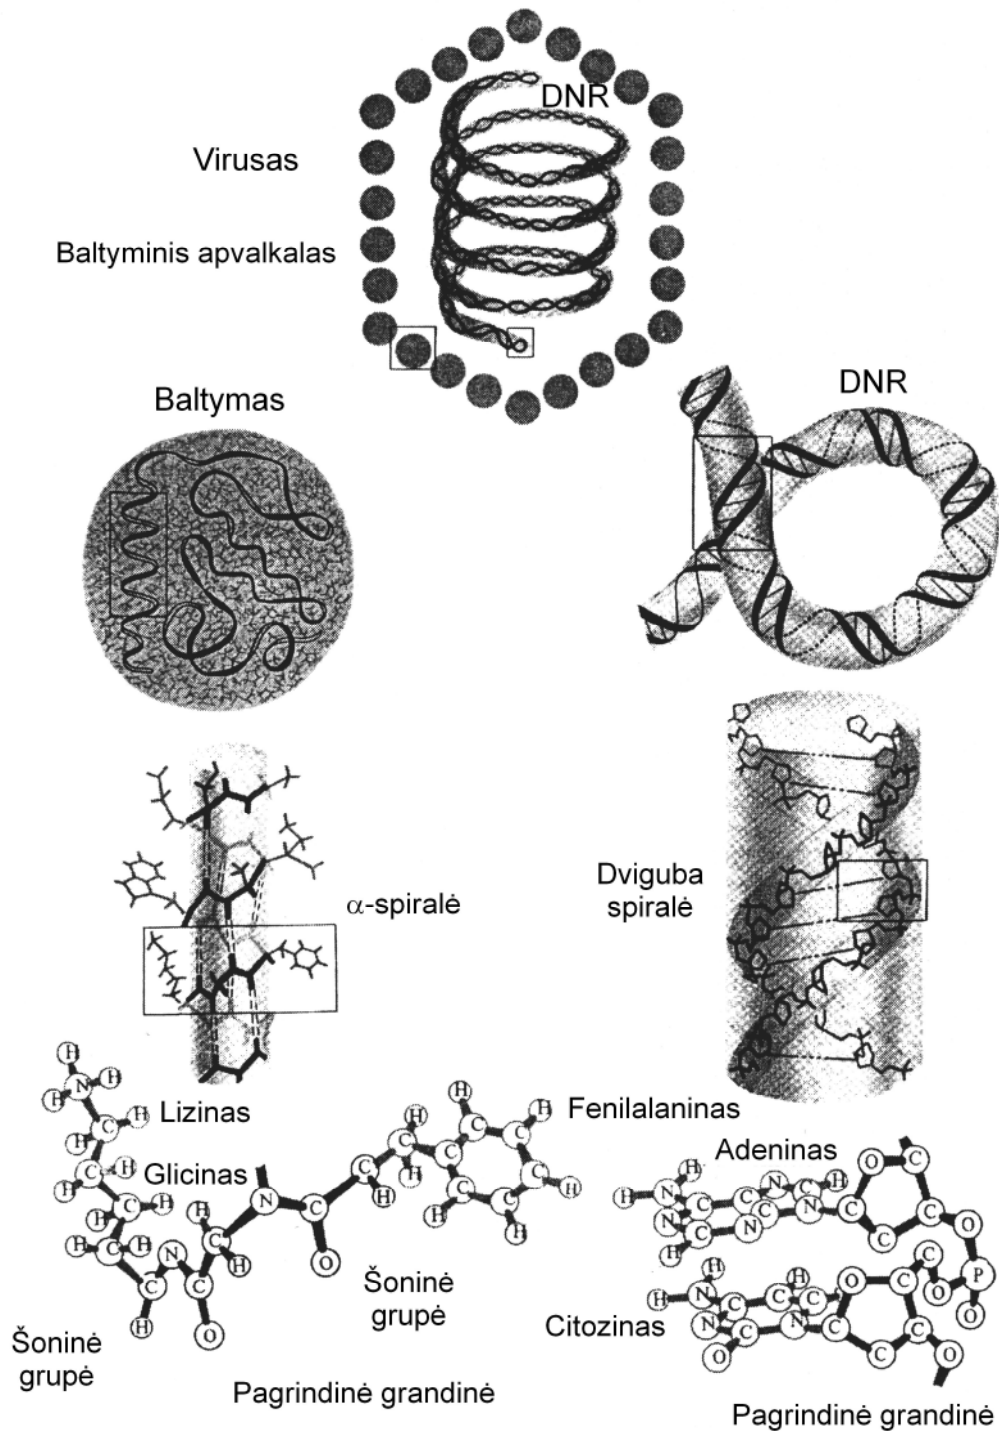 DNR
Virusas
Baltyminis apvalkalas
Baltymas
DNR
α-spiralė
Dviguba
spiralė
Lizinas
Fenilalaninas
Glicinas
Adeninas
Šoninė
grupė
Citozinas
Šoninė
grupė
Pagrindinė grandinė
Pagrindinė grandinė